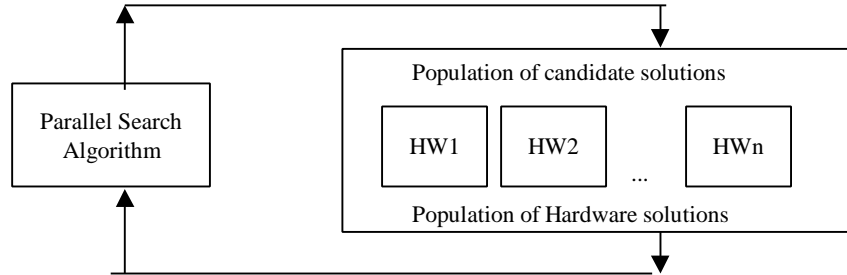 Population of candidate solutions
Parallel Search
Algorithm
HW1
HW2
...
HWn
Population of Hardware solutions